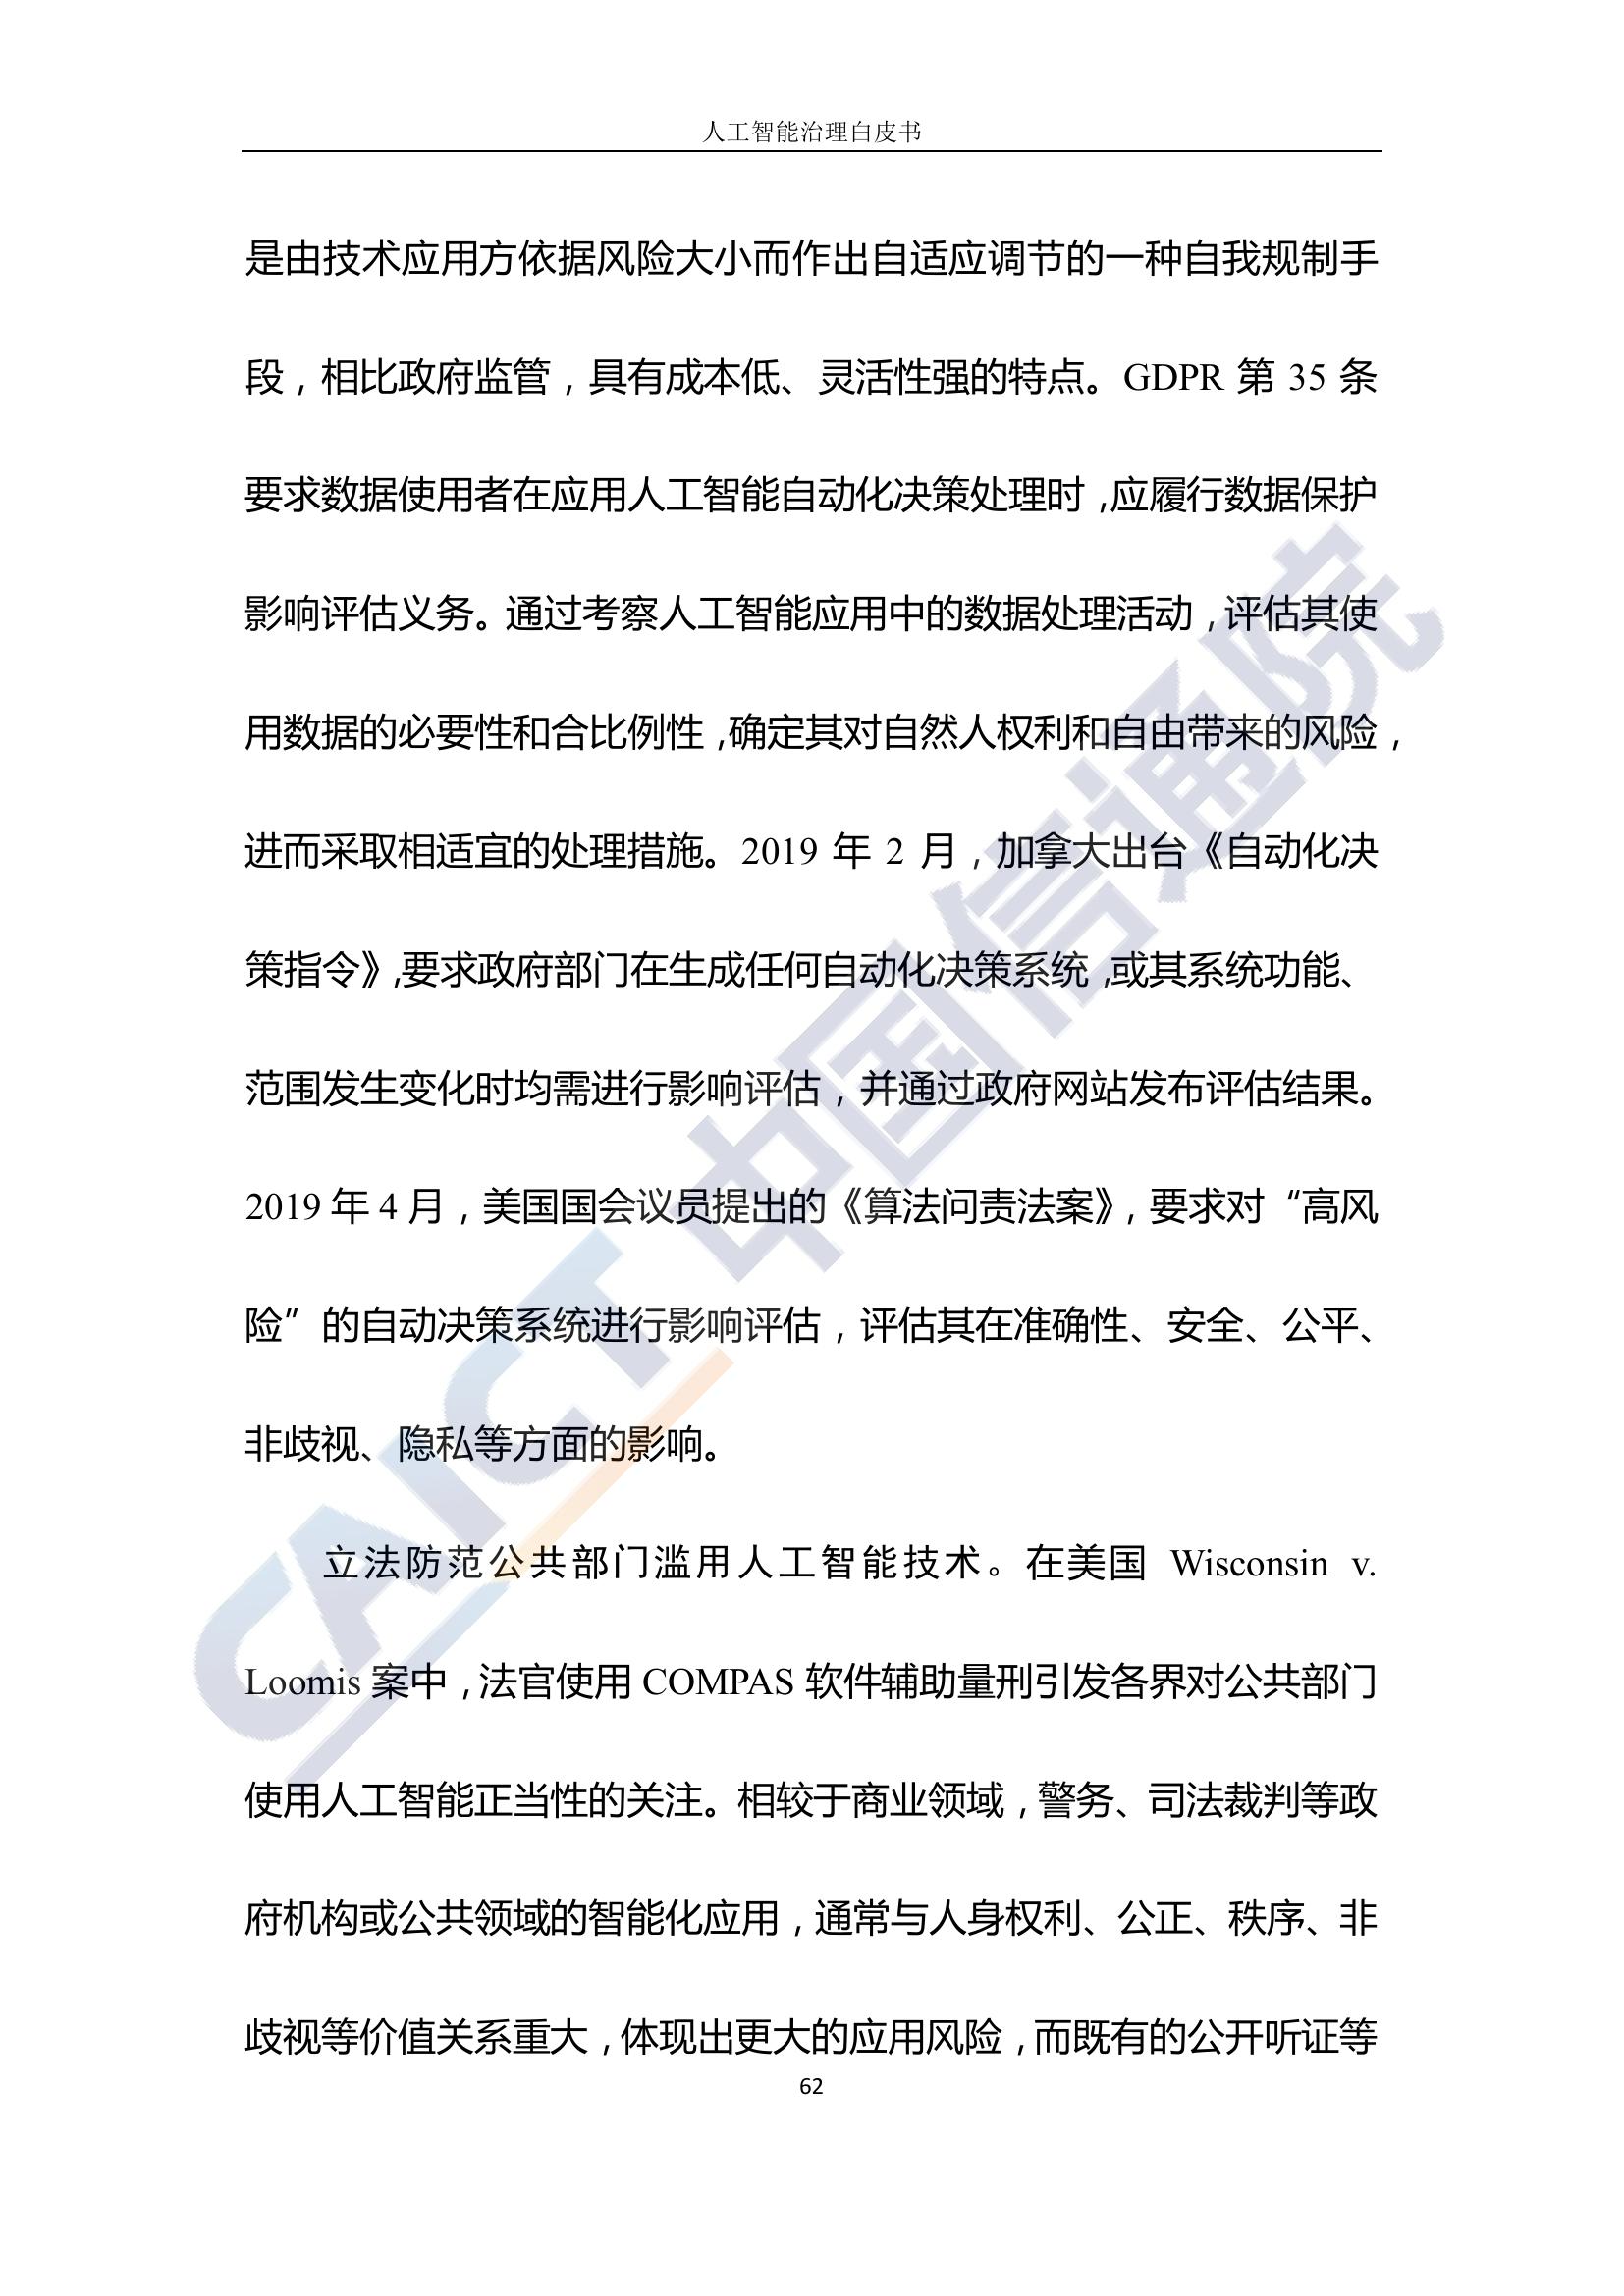 人工智能治理白皮书
是由技术应用方依据风险大小而作出自适应调节的一种自我规制手
段，相比政府监管，具有成本低、灵活性强的特点。GDPR 第 35 条
要求数据使用者在应用人工智能自动化决策处理时，应履行数据保护
影响评估义务。通过考察人工智能应用中的数据处理活动，评估其使
用数据的必要性和合比例性，确定其对自然人权利和自由带来的风险，
进而采取相适宜的处理措施。2019 年 2 月，加拿大出台《自动化决
策指令》，要求政府部门在生成任何自动化决策系统，或其系统功能、
范围发生变化时均需进行影响评估，并通过政府网站发布评估结果。
2019 年 4 月，美国国会议员提出的《算法问责法案》，要求对“高风
险”的自动决策系统进行影响评估，评估其在准确性、安全、公平、
非歧视、隐私等方面的影响。
立法防范公共部门滥用人工智能技术。在美国 Wisconsin v.
Loomis 案中，法官使用 COMPAS 软件辅助量刑引发各界对公共部门
使用人工智能正当性的关注。相较于商业领域，警务、司法裁判等政
府机构或公共领域的智能化应用，通常与人身权利、公正、秩序、非
歧视等价值关系重大，体现出更大的应用风险，而既有的公开听证等
62
CAICT 中国信通院